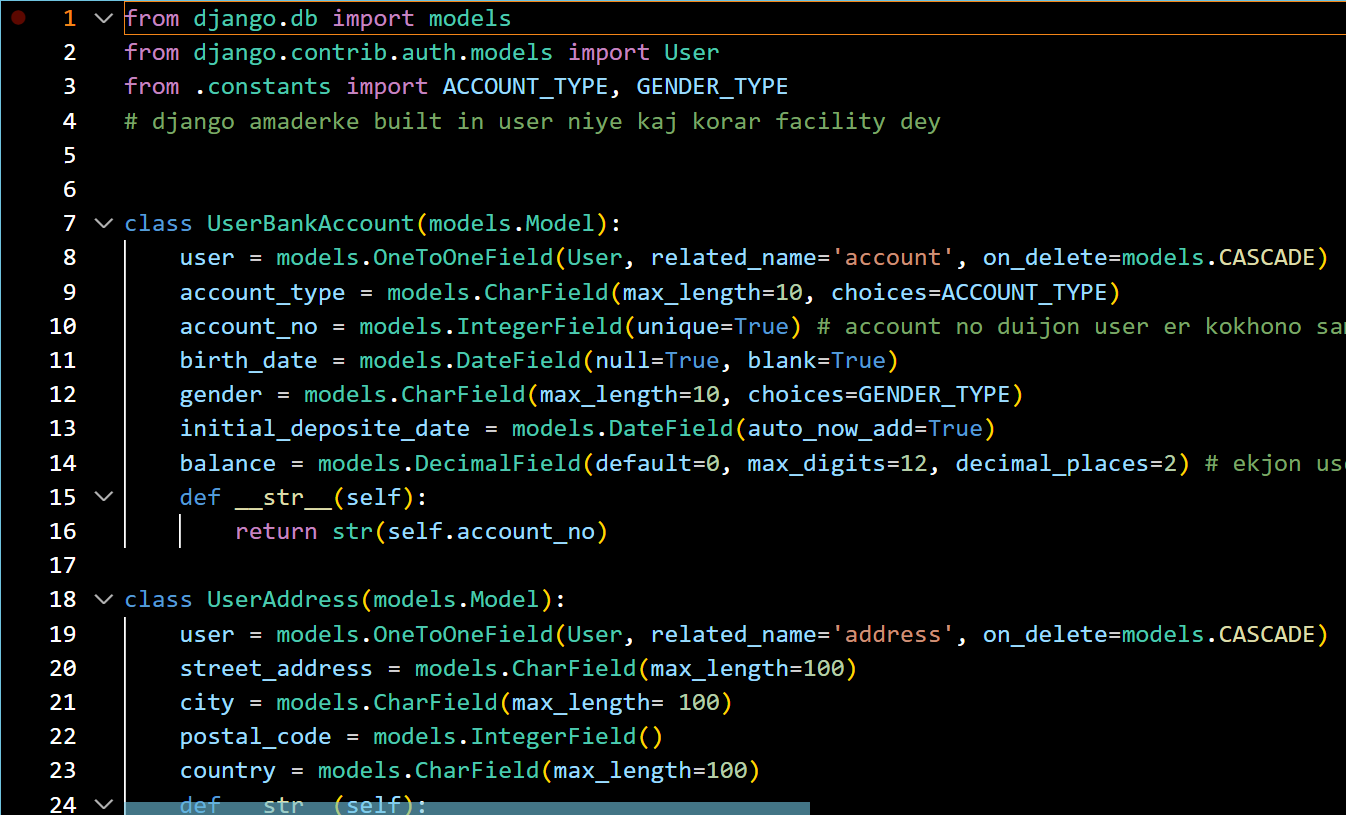 1 from django.db import models
2 from django.contrib.auth.models import User
3 from .constants import ACCOUNT_TYPE, GENDER_TYPE
4 # django amaderke built in user niye kaj korar facility dey
5
6
7 class UserBankAccount(models.Model):
8 user = models.OneToOneField(User, related_name='account', on_delete=models.CASCADE)
9 account_type = models.CharField(max_length=10, choices=ACCOUNT_TYPE)
10 account_no = models.IntegerField(unique=True) # account no duijon user er kokhono
11 birth_date = models.DateField(null=True, blank=True)
12 gender = models.CharField(max_length=10, choices=GENDER_TYPE)
13 initial_deposite_date = models.DateField(auto_now_add=True)
14 balance = models.DecimalField(default=0, max_digits=12, decimal_places=2) # ekjon
15 def __str__(self):
16 return str(self.account_no)
17
18 class UserAddress(models.Model):
19 user = models.OneToOneField(User, related_name='address', on_delete=models.CASCADE)
20 street_address = models.CharField(max_length=100)
21 city = models.CharField(max_length= 100)
22 postal_code = models.IntegerField()
23 country = models.CharField(max_length=100)
24 def __str__(self):